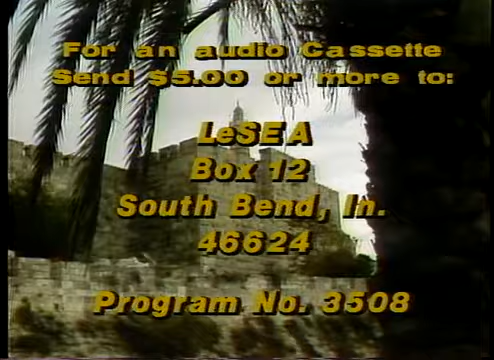 For an audio Cassette
Send $5.00 or more to:
LeSEA
Box 12
South Bend, In.
46624
Program No. 3508